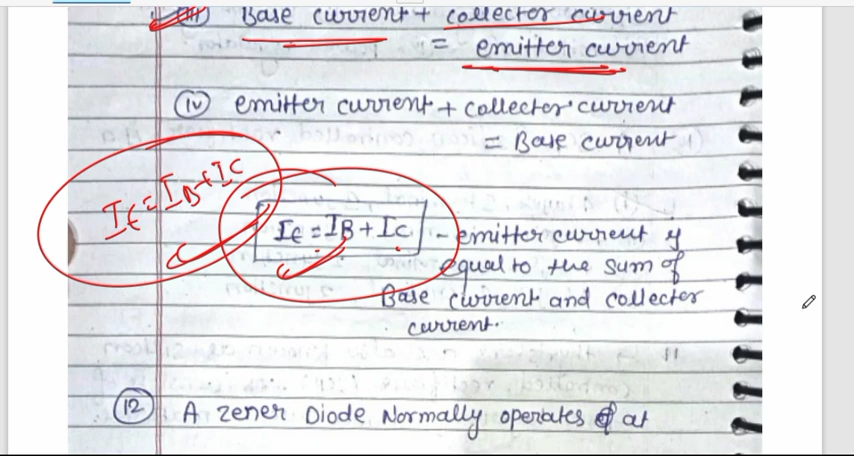 (iii) Base current + collector current
= emitter current
(iv) emitter current + collector current
= Base current
IE = IB + IC
IE = IB + IC - emitter current is
equal to the sum of
Base current and collector
current.
(12) A zener Diode Normally operates at